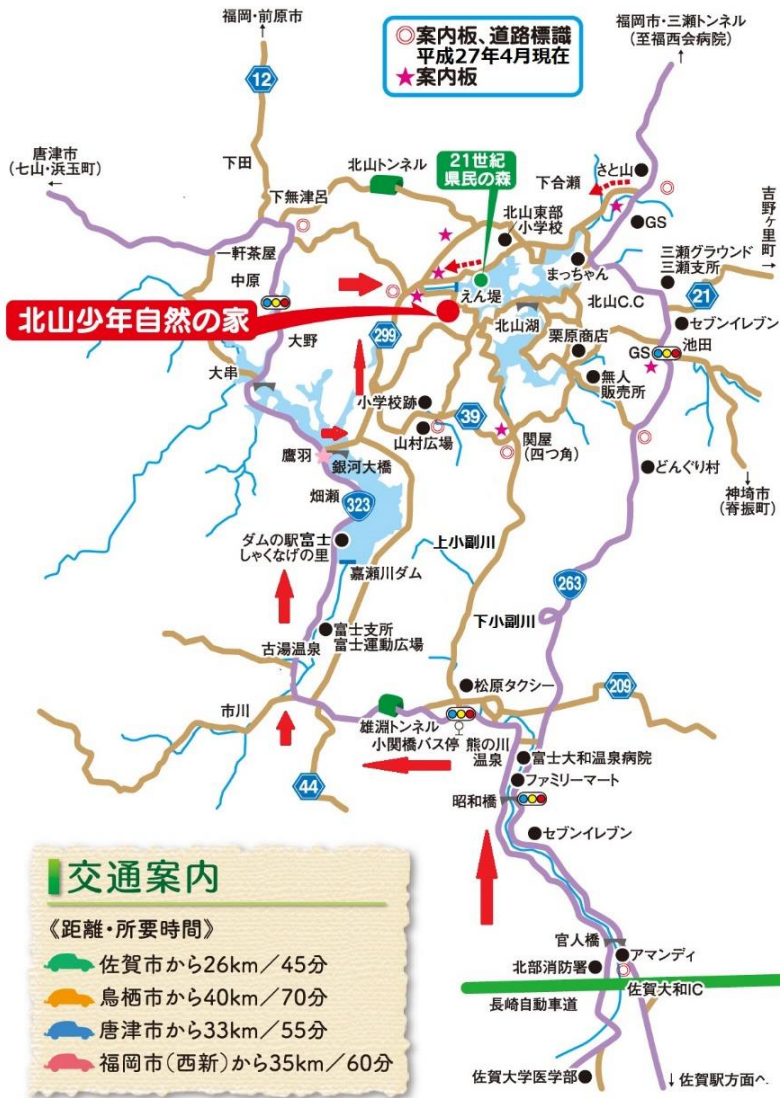 福岡・前原市
福岡市・三瀬トンネル
(至福西会病院)
◎案内板、道路標識
平成27年4月現在
★案内板
12
唐津市
(七山・浜玉町)
下田
下無津呂
北山トンネル
21世紀
県民の森
下合瀬
さと山
GS
吉野ヶ里町
北山東部
小学校
まっちゃん
三瀬グラウンド
三瀬支所
一軒茶屋
中原
えん堤
北山C.C
21
北山少年自然の家
北山湖
セブンイレブン
299
大野
栗原商店
GS
池田
大串
小学校跡
無人
販売所
39
山村広場
関屋
(四つ角)
鷹羽
銀河大橋
どんぐり村
畑瀬
323
神埼市
(脊振町)
ダムの駅富士
しゃくなげの里
上小副川
嘉瀬川ダム
263
下小副川
富士支所
富士運動広場
古湯温泉
松原タクシー
209
市川
雄淵トンネル
小関橋バス停
熊の川
温泉
富士大和温泉病院
44
ファミリーマート
昭和橋
セブンイレブン
交通案内
《距離・所要時間》
佐賀市から26km/45分
鳥栖市から40km/70分
唐津市から33km/55分
福岡市(西新)から35km/60分
官人橋
アマンディ
北部消防署
佐賀大和IC
長崎自動車道
佐賀大学医学部
↓佐賀駅方面へ